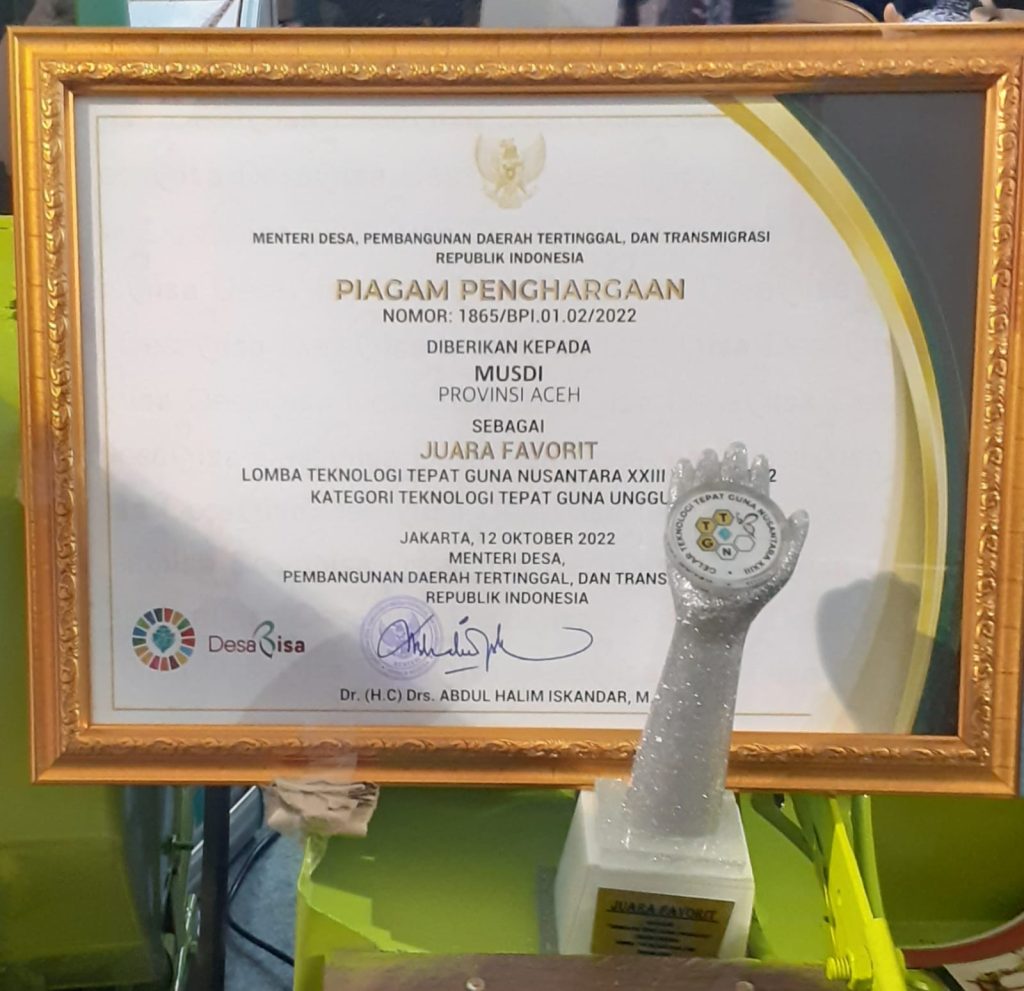 MENTERI DESA, PEMBANGUNAN DAERAH TERTINGGAL, DAN TRANSMIGRASI
REPUBLIK INDONESIA
PIAGAM PENGHARGAAN
NOMOR: 1865/BPI.01.02/2022
DIBERIKAN KEPADA
MUSDI
PROVINSI ACEH
SEBAGAI
JUARA FAVORIT
LOMBA TEKNOLOGI TEPAT GUNA NUSANTARA XXIII
KATEGORI TEKNOLOGI TEPAT GUNA
JAKARTA, 12 OKTOBER 2022
MENTERI DESA,
PEMBANGUNAN DAERAH TERTINGGAL, DAN
REPUBLIK INDONESIA
Desa Bisa
Dr. (H.C) Drs. ABDUL HALIM ISKANDAR,
GELAR TEKNOLOGI TEPAT GUNA NUSANTARA XXIII
T T G N
JUARA FAVORIT